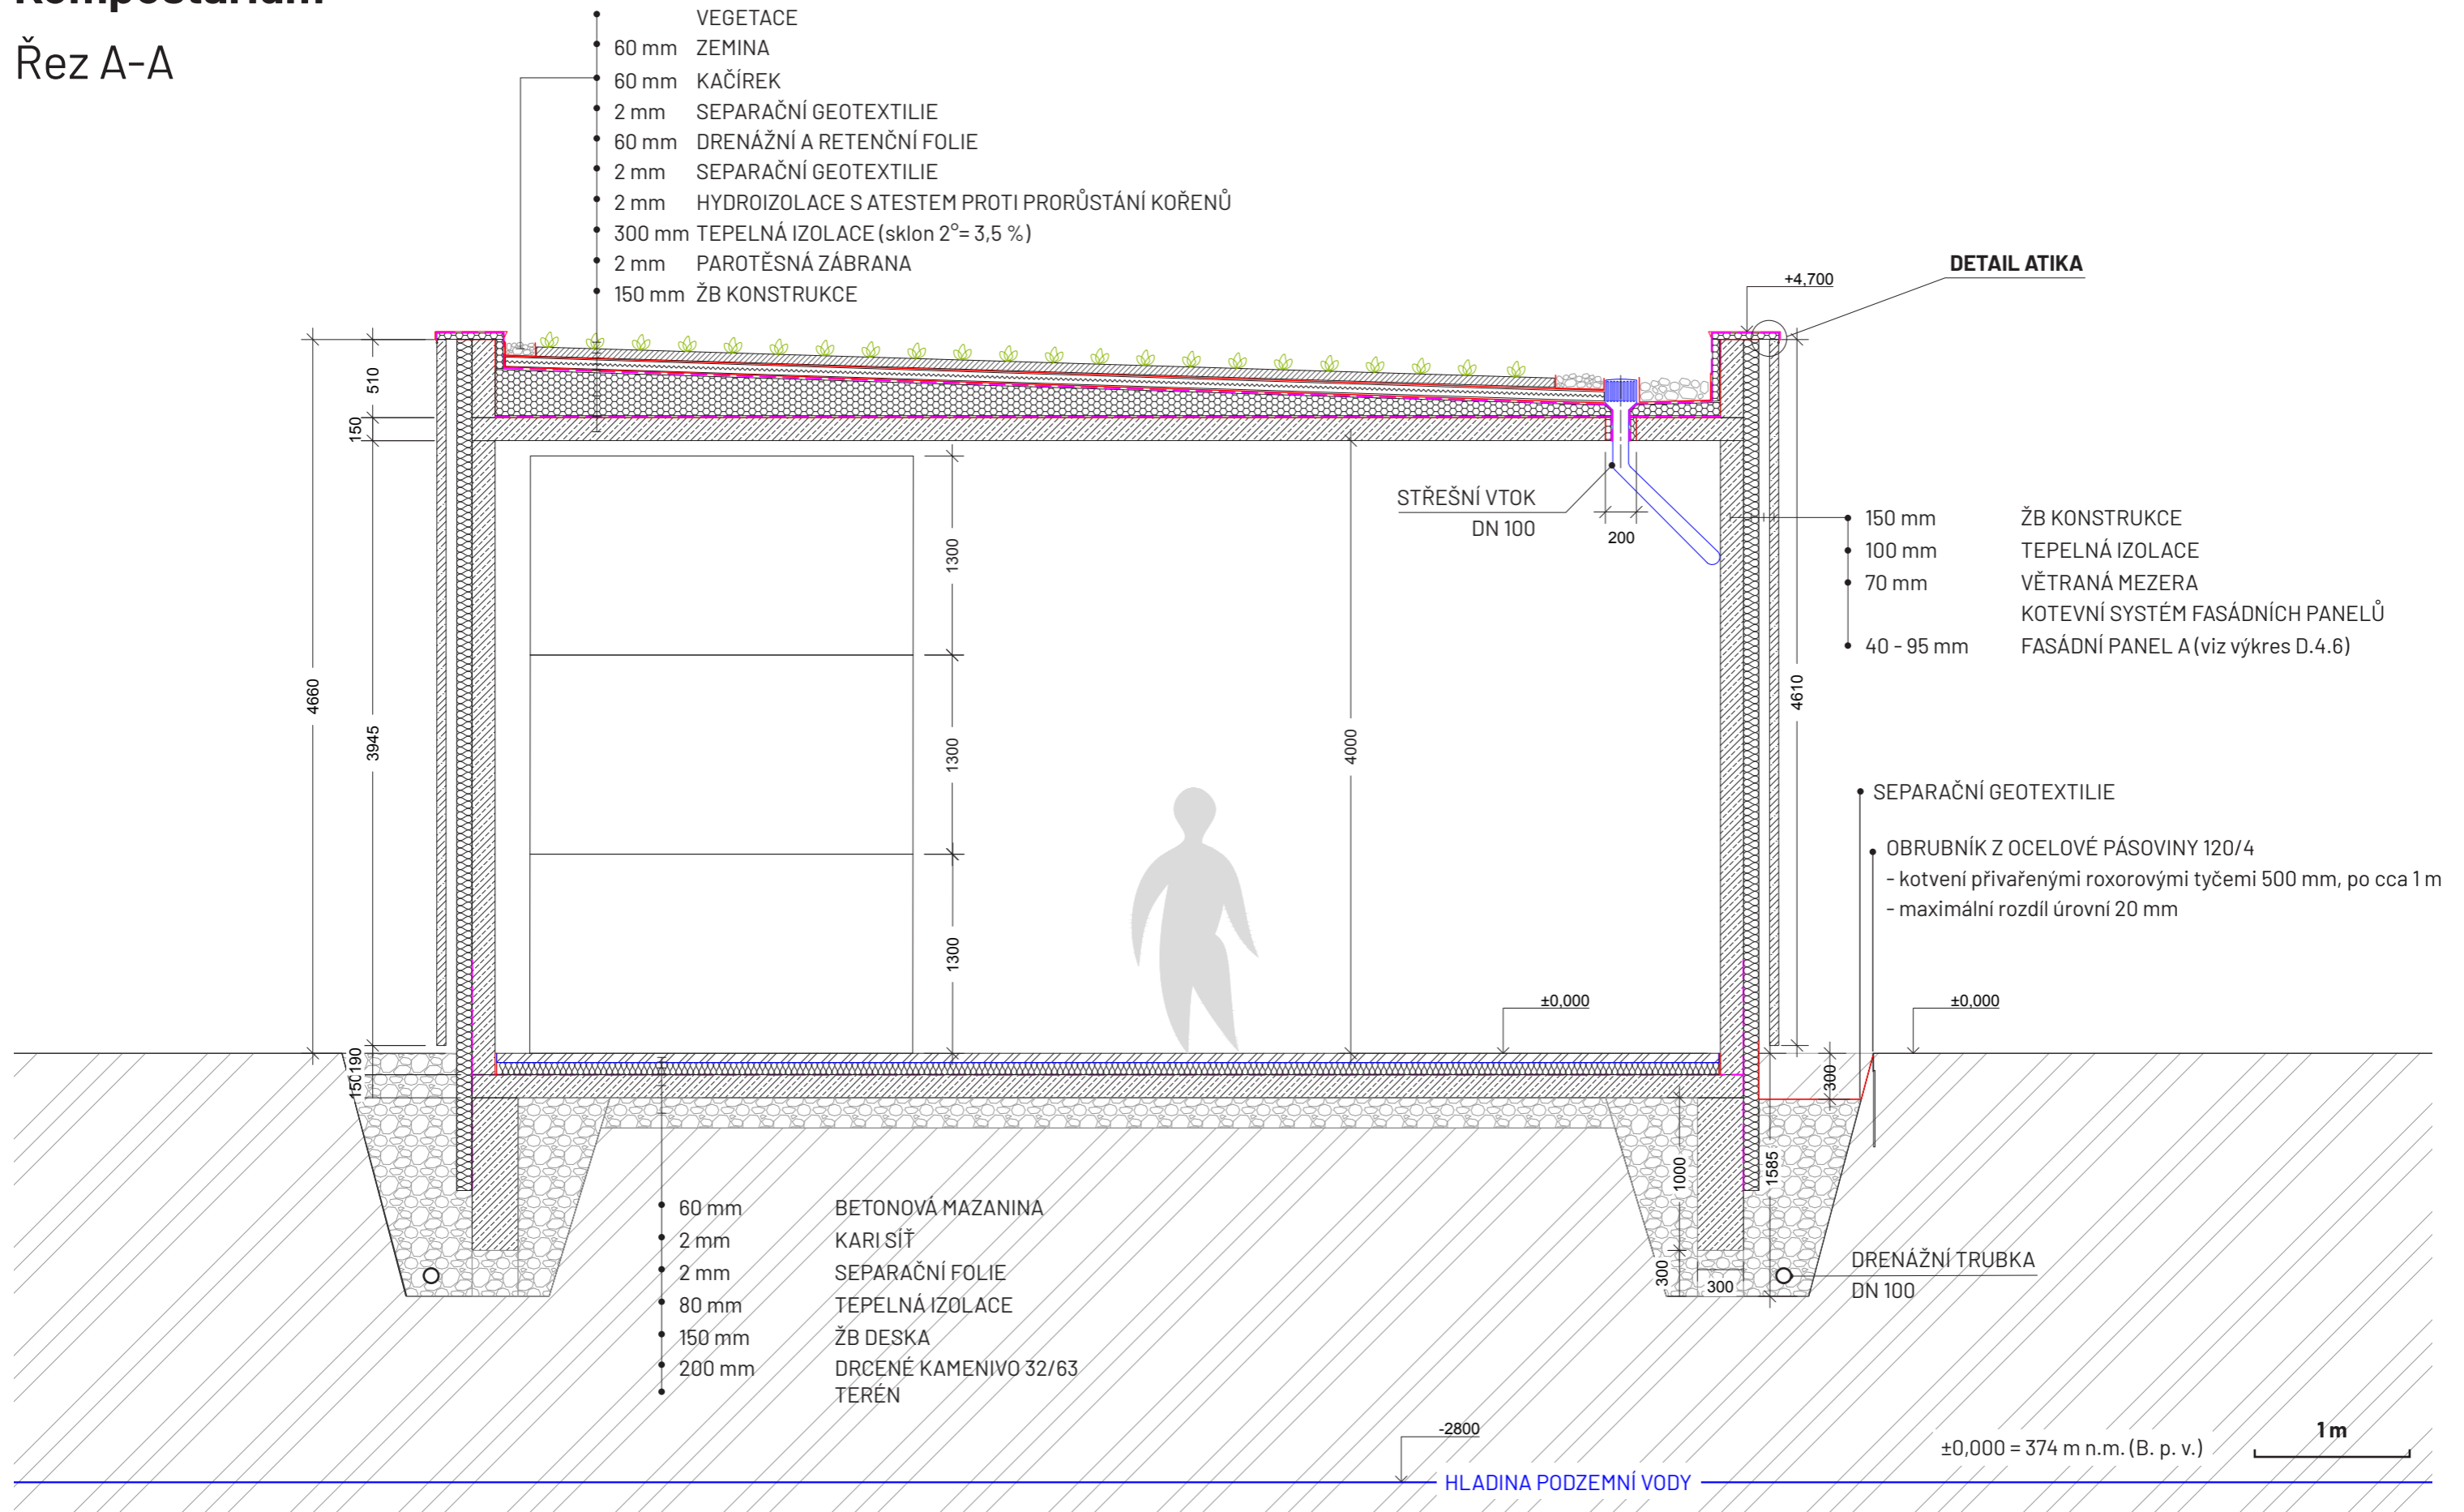 Kompostárium
Řez A-A
VEGETACE
60 mm ZEMINA
60 mm KAČÍREK
2 mm SEPARAČNÍ GEOTEXTILIE
60 mm DRENÁŽNÍ A RETENČNÍ FOLIE
2 mm SEPARAČNÍ GEOTEXTILIE
2 mm HYDROIZOLACE S ATESTEM PROTI PRORŮSTÁNÍ KOŘENŮ
300 mm TEPELNÁ IZOLACE (sklon 2°= 3,5 %)
2 mm PAROTĚSNÁ ZÁBRANA
150 mm ŽB KONSTRUKCE
DETAIL ATIKA
+4,700
510
150
4660
3945
190
150
1300
1300
1300
4000
STŘEŠNÍ VTOK
DN 100
200
150 mm ŽB KONSTRUKCE
100 mm TEPELNÁ IZOLACE
70 mm VĚTRANÁ MEZERA
KOTEVNÍ SYSTÉM FASÁDNÍCH PANELŮ
40 - 95 mm FASÁDNÍ PANEL A (viz výkres D.4.6)
4610
SEPARAČNÍ GEOTEXTILIE
OBRUBNÍK Z OCELOVÉ PÁSOVINY 120/4
- kotvení přivařenými roxorovými tyčemi 500 mm, po cca 1 m
- maximální rozdíl úrovní 20 mm
±0,000
±0,000
300
1000
1585
300
300
DRENÁŽNÍ TRUBKA
DN 100
60 mm BETONOVÁ MAZANINA
2 mm KARI SÍŤ
2 mm SEPARAČNÍ FOLIE
80 mm TEPELNÁ IZOLACE
150 mm ŽB DESKA
200 mm DRCENÉ KAMENIVO 32/63
TERÉN
-2800
HLADINA PODZEMNÍ VODY
±0,000 = 374 m n.m. (B. p. v.)
1 m